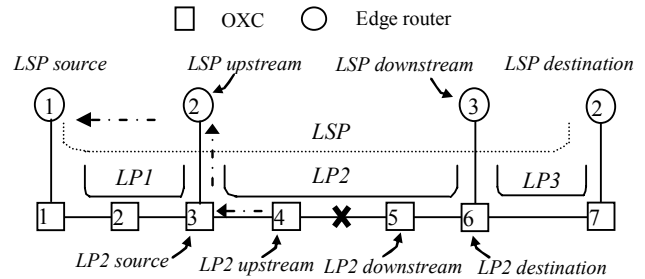 OXC Edge router
LSP source LSP upstream LSP downstream LSP destination
1 2 3 2
LSP
LP1 LP2 LP3
1 2 3 4 5 6 7
LP2 source LP2 upstream LP2 downstream LP2 destination